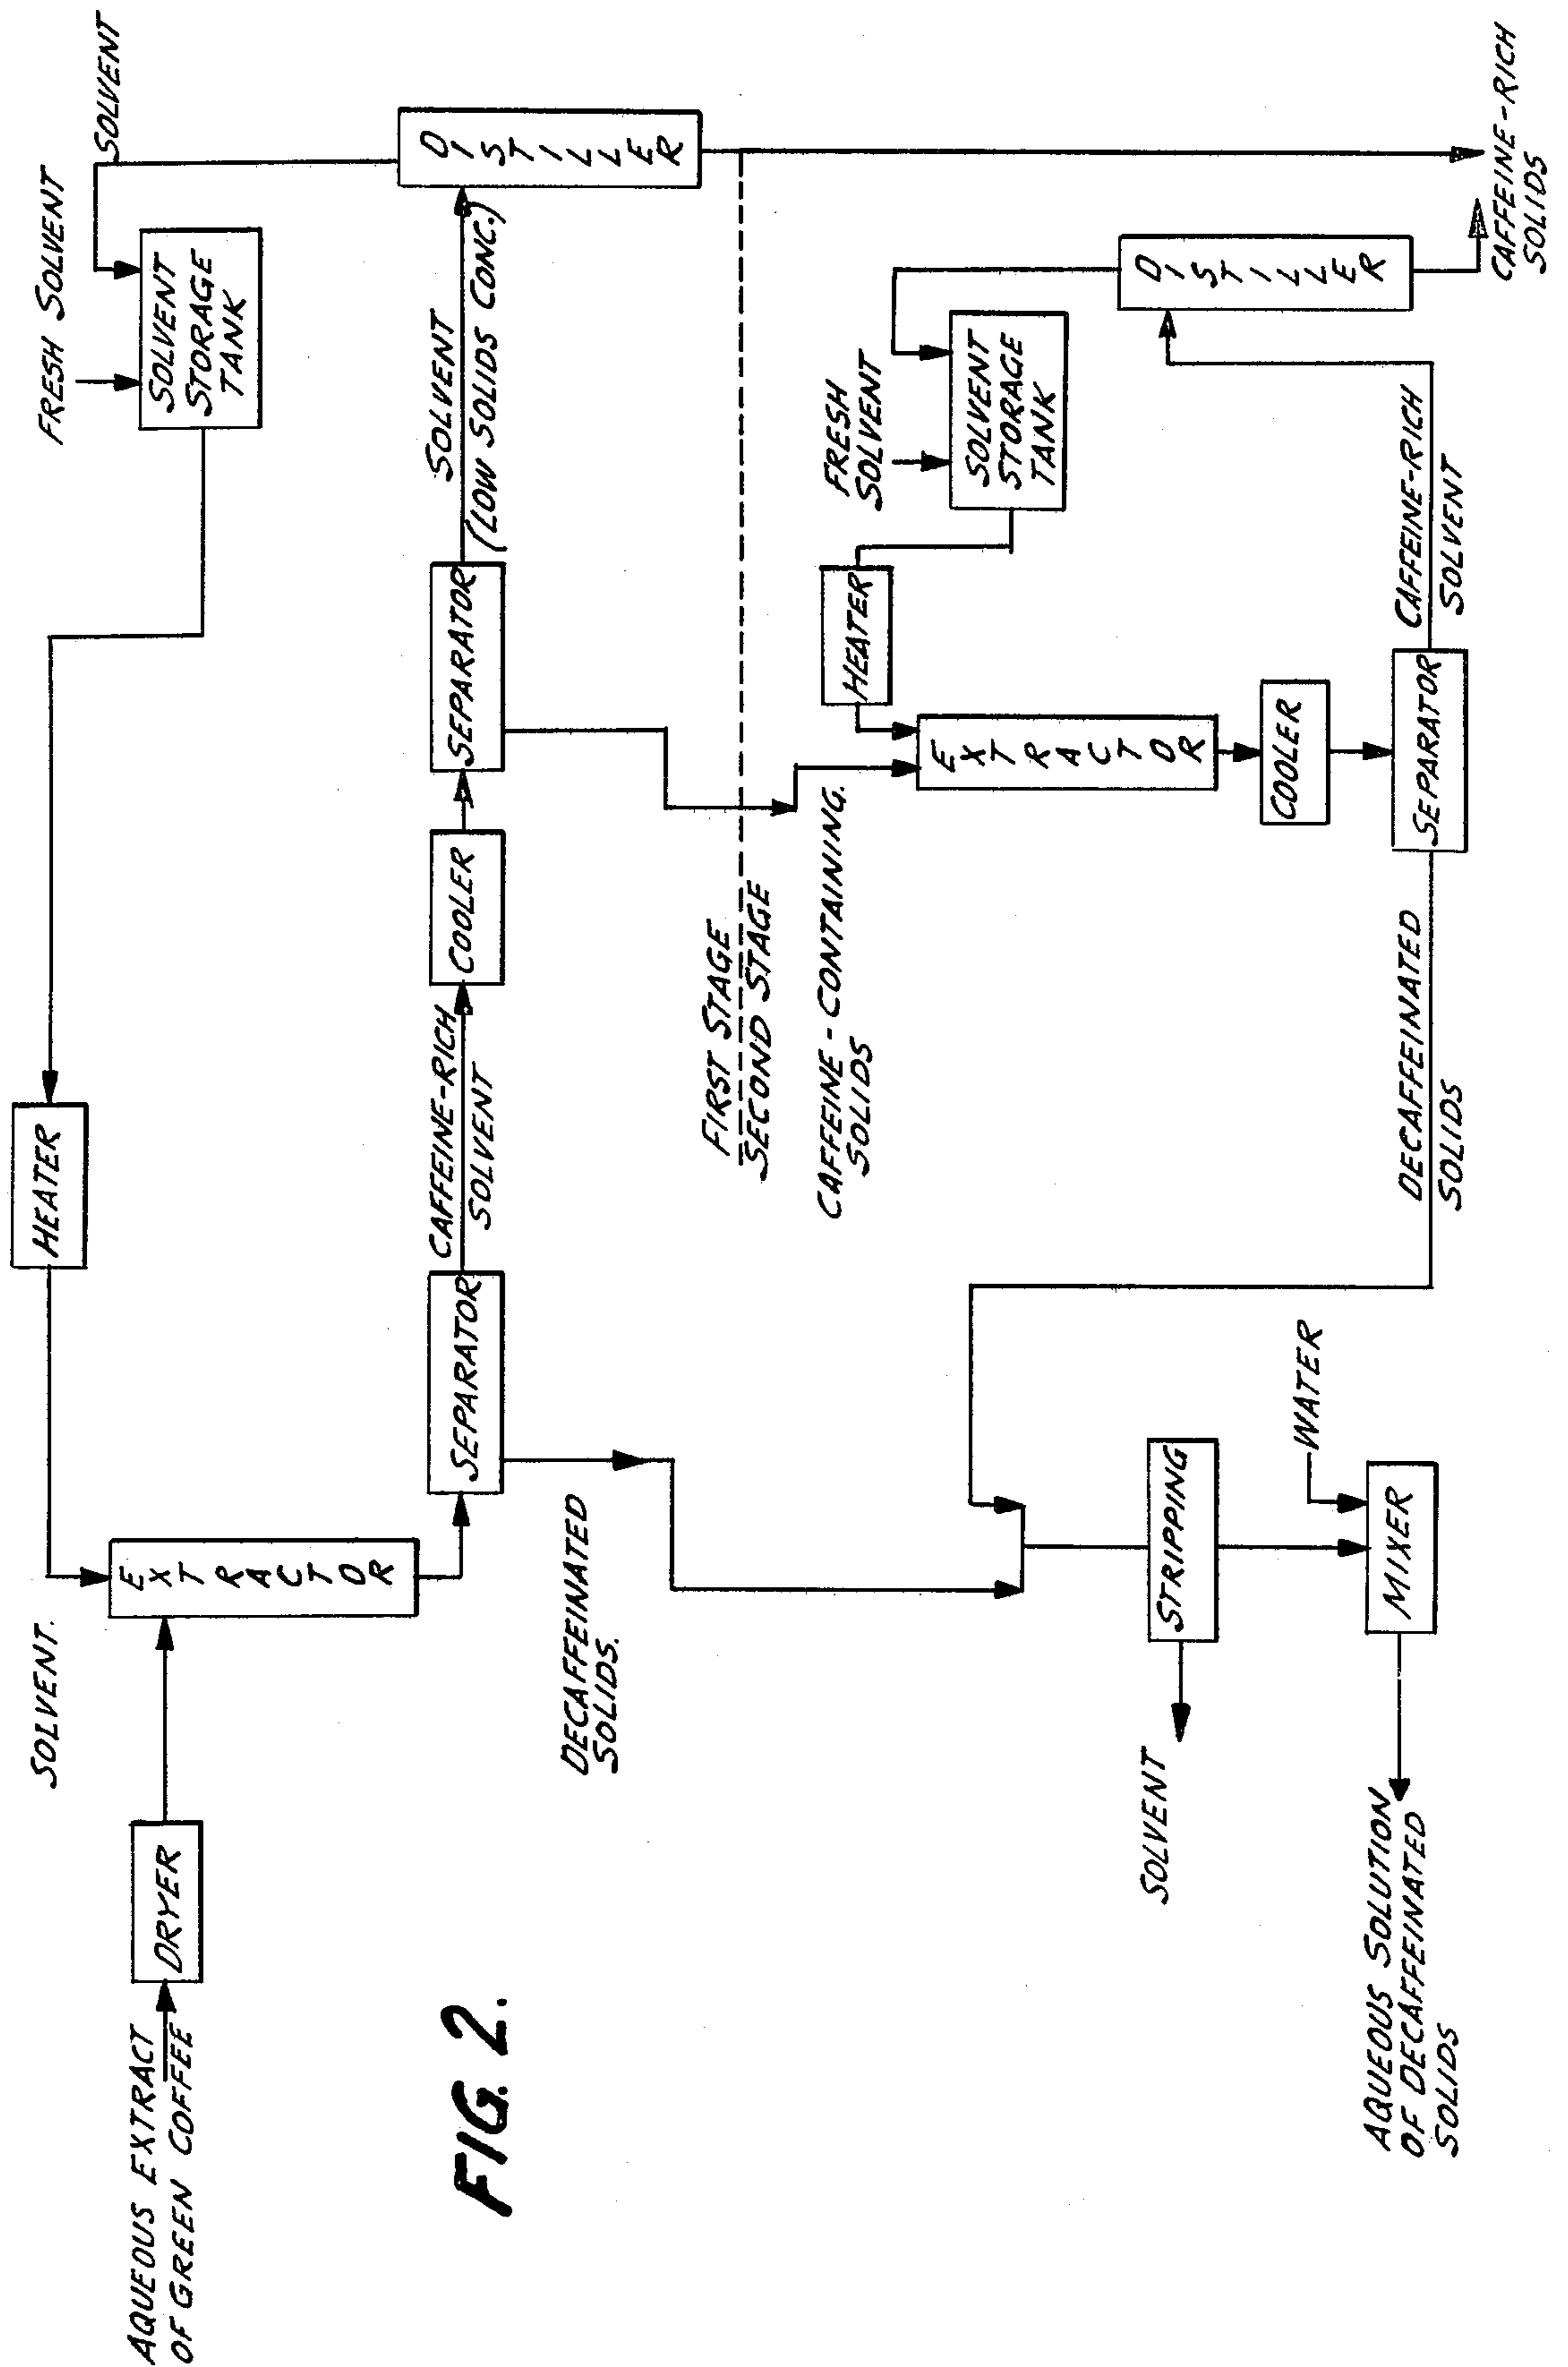 FRESH SOLVENT
SOLVENT
SOLVENT
STORAGE
TANK
HEATER
SOLVENT.
AQUEOUS EXTRACT
OF GREEN COFFEE
DRYER
EXTRACTOR
SEPARATOR
CAFFEINE-RICH
SOLVENT
COOLER
SEPARATOR
SOLVENT
(LOW SOLIDS CONC.)
DISTILLER
DECAFFEINATED
SOLIDS.
FIG. 2.
FIRST STAGE
SECOND STAGE
CAFFEINE-CONTAINING.
SOLIDS
FRESH
SOLVENT
SOLVENT
STORAGE
TANK
HEATER
EXTRACTOR
COOLER
SEPARATOR
CAFFEINE-RICH
SOLVENT
DISTILLER
CAFFEINE-RICH
SOLIDS
DECAFFEINATED
SOLIDS
STRIPPING
SOLVENT
WATER
MIXER
AQUEOUS SOLUTION
OF DECAFFEINATED
SOLIDS